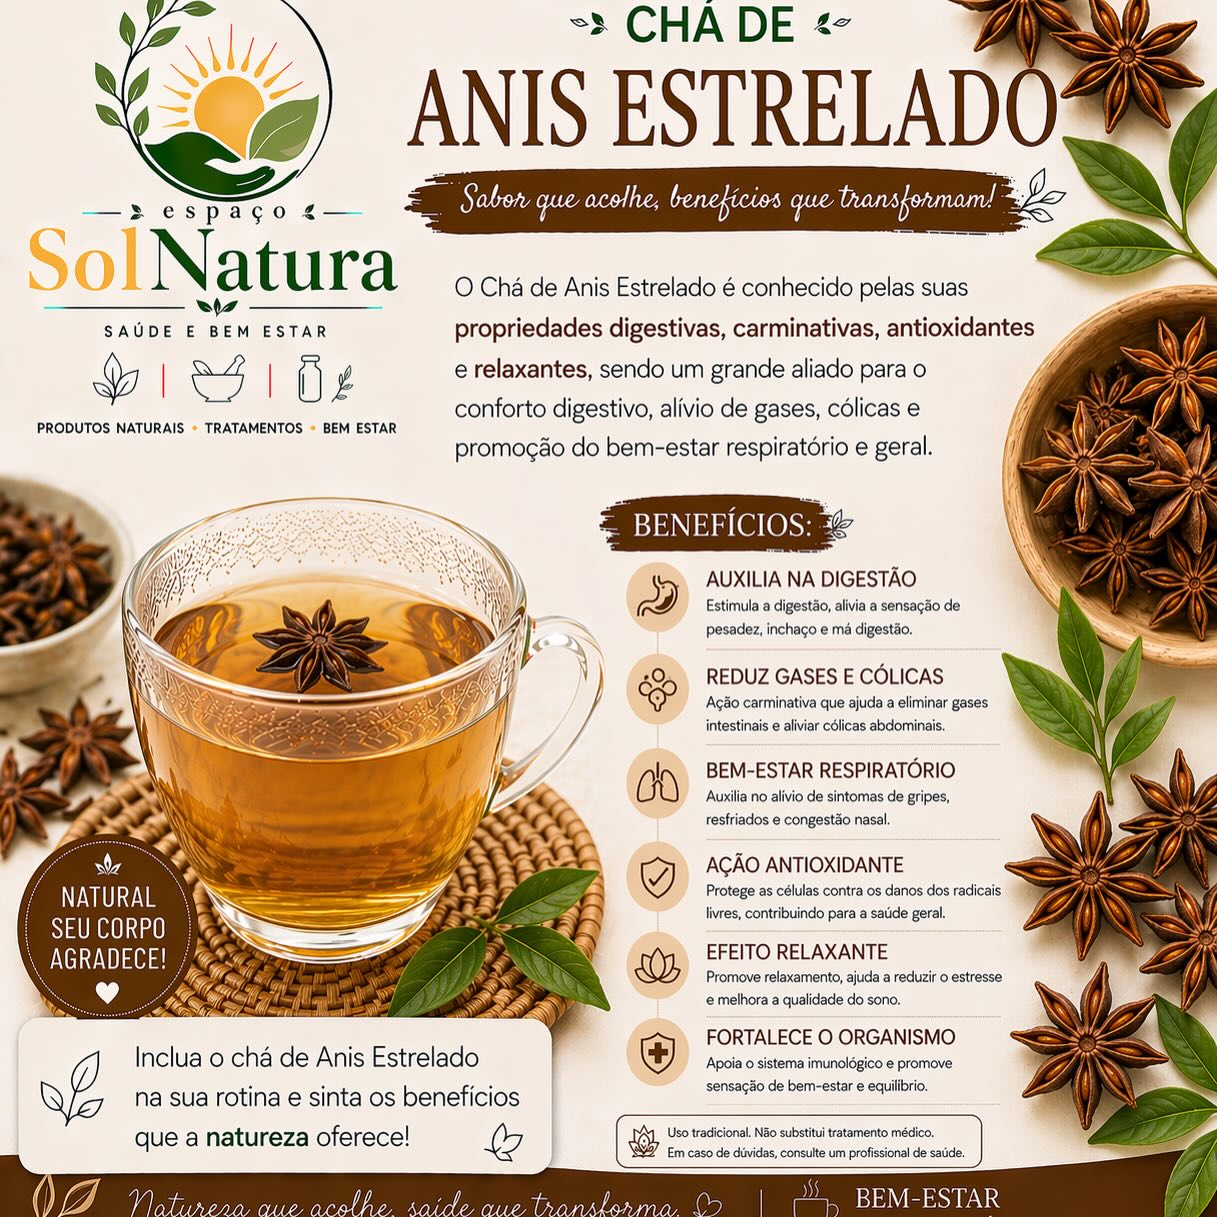 CHÁ DE
ANIS ESTRELADO
Sabor que acolhe, benefícios que transformam!
espaço
SolNatura
SAÚDE E BEM ESTAR
PRODUTOS NATURAIS • TRATAMENTOS • BEM ESTAR
O Chá de Anis Estrelado é conhecido pelas suas
propriedades digestivas, carminativas, antioxidantes
e relaxantes, sendo um grande aliado para o
conforto digestivo, alívio de gases, cólicas e
promoção do bem-estar respiratório e geral.
BENEFÍCIOS:
AUXILIA NA DIGESTÃO
Estimula a digestão, alivia a sensação de
pesadez, inchaço e má digestão.
REDUZ GASES E CÓLICAS
Ação carminativa que ajuda a eliminar gases
intestinais e aliviar cólicas abdominais.
BEM-ESTAR RESPIRATÓRIO
Auxilia no alívio de sintomas de gripes,
resfriados e congestão nasal.
AÇÃO ANTIOXIDANTE
Protege as células contra os danos dos radicais
livres, contribuindo para a saúde geral.
EFEITO RELAXANTE
Promove relaxamento, ajuda a reduzir o estresse
e melhora a qualidade do sono.
FORTALECE O ORGANISMO
Apoia o sistema imunológico e promove
sensação de bem-estar e equilíbrio.
NATURAL
SEU CORPO
AGRADECE!
Inclua o chá de Anis Estrelado
na sua rotina e sinta os benefícios
que a natureza oferece!
Uso tradicional. Não substitui tratamento médico.
Em caso de dúvidas, consulte um profissional de saúde.
Natureza que acolhe, saúde que transforma.
BEM-ESTAR